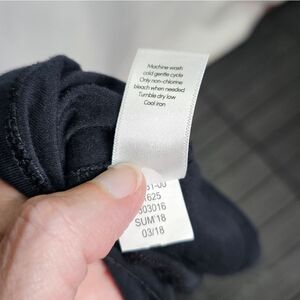 Machine wash
cold gentle cycle
Only non-chlorine
bleach when needed
Tumble dry low
Cool iron
SUM'18
03/18